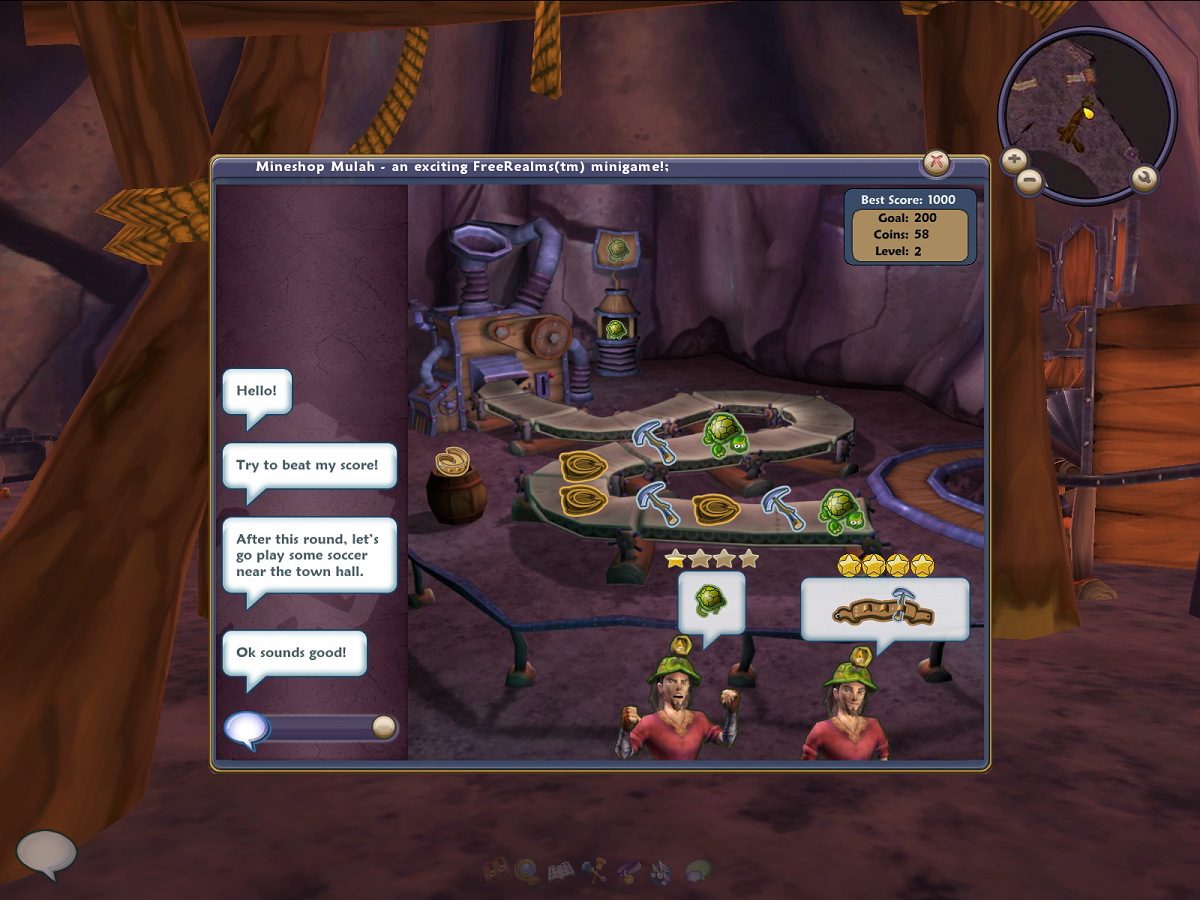 Mineshop Mulah - an exciting FreeRealms(tm) minigame!;
Best Score: 1000
Goal: 200
Coins: 58
Level: 2
Hello!
Try to beat my score!
After this round, let's
go play some soccer
near the town hall.
Ok sounds good!